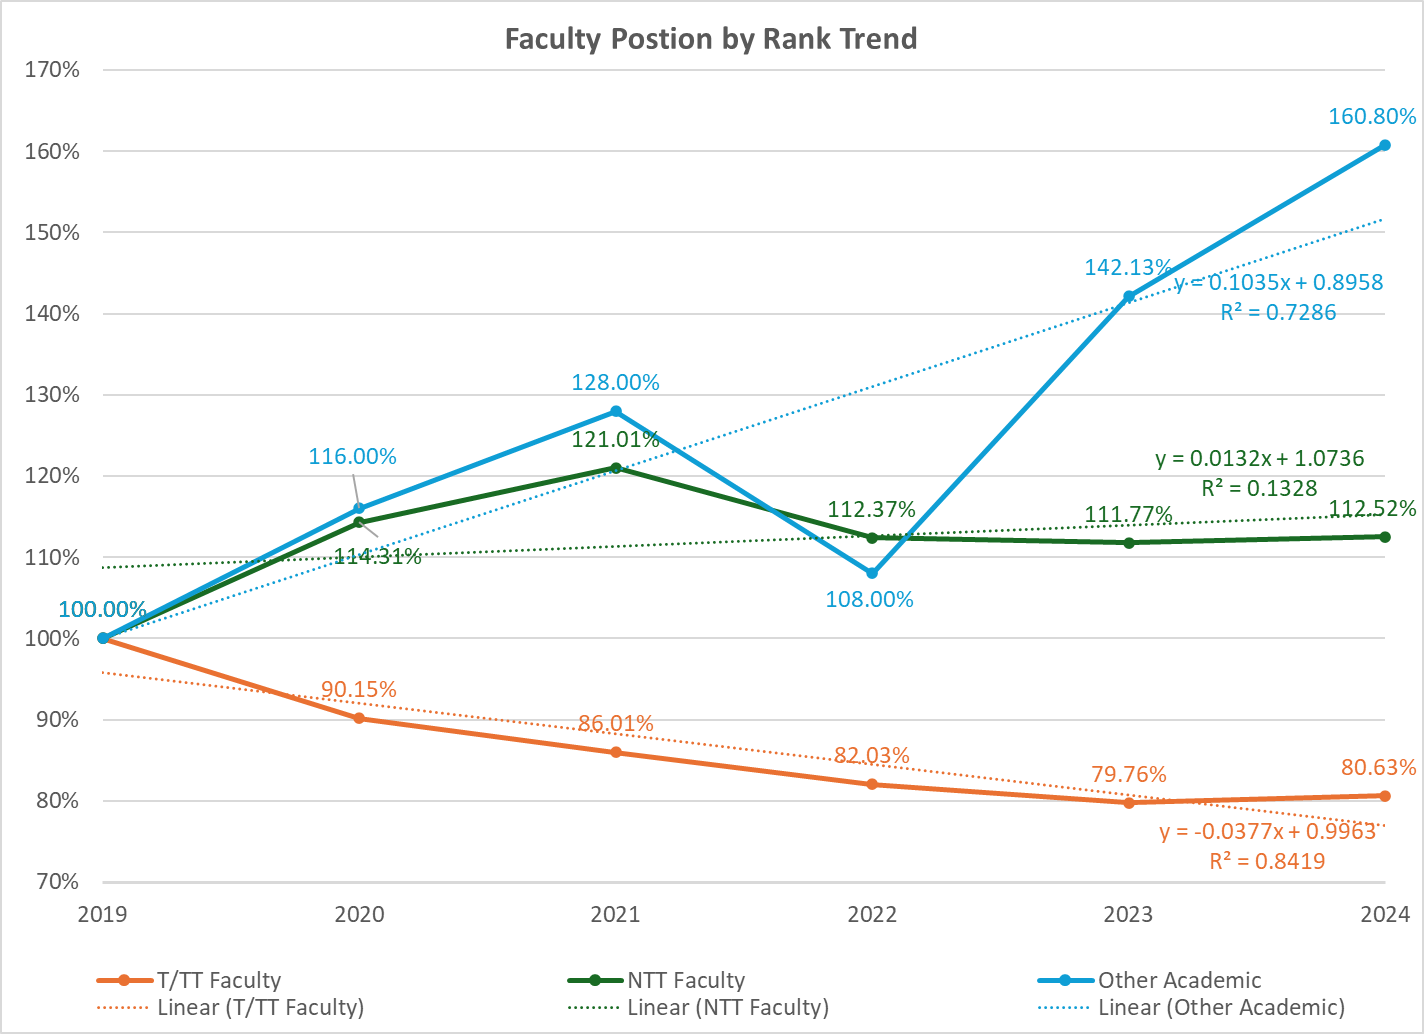 Faculty Postion by Rank Trend
170%
160%
150%
140%
130%
120%
110%
100%
90%
80%
70%
160.80%
142.13%
y = 0.1035x + 0.8958
R² = 0.7286
128.00%
121.01%
116.00%
114.31%
y = 0.0132x + 1.0736
R² = 0.1328
112.37%
111.77%
112.52%
108.00%
100.00%
90.15%
86.01%
82.03%
79.76%
80.63%
y = -0.0377x + 0.9963
R² = 0.8419
2019 2020 2021 2022 2023 2024
T/TT Faculty NTT Faculty Other Academic
Linear (T/TT Faculty) Linear (NTT Faculty) Linear (Other Academic)